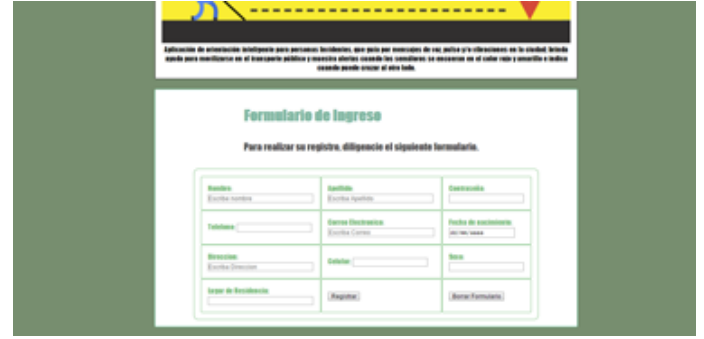 Aplicación de orientación inteligente para personas invidentes, que guía por mensajes de voz, pulso y/o vibraciones en la ciudad, brinda
ayuda para movilizarse en el transporte público y muestra alertas cuando los semáforos se encuentran en el color rojo y amarillo e indica
cuando puede cruzar al otro lado.
Formulario de Ingreso
Para realizar su registro, diligencie el siguiente formulario.
Nombre: Apellido: Contraseña:
Escriba nombre Escriba Apellido
Telefono: Correo Electronico: Fecha de nacimiento:
Escriba Correo dd/mm/aaaa
Direccion: Celular: Sexo:
Escriba Direccion
Lugar de Residencia:
Registrar Borrar Formulario